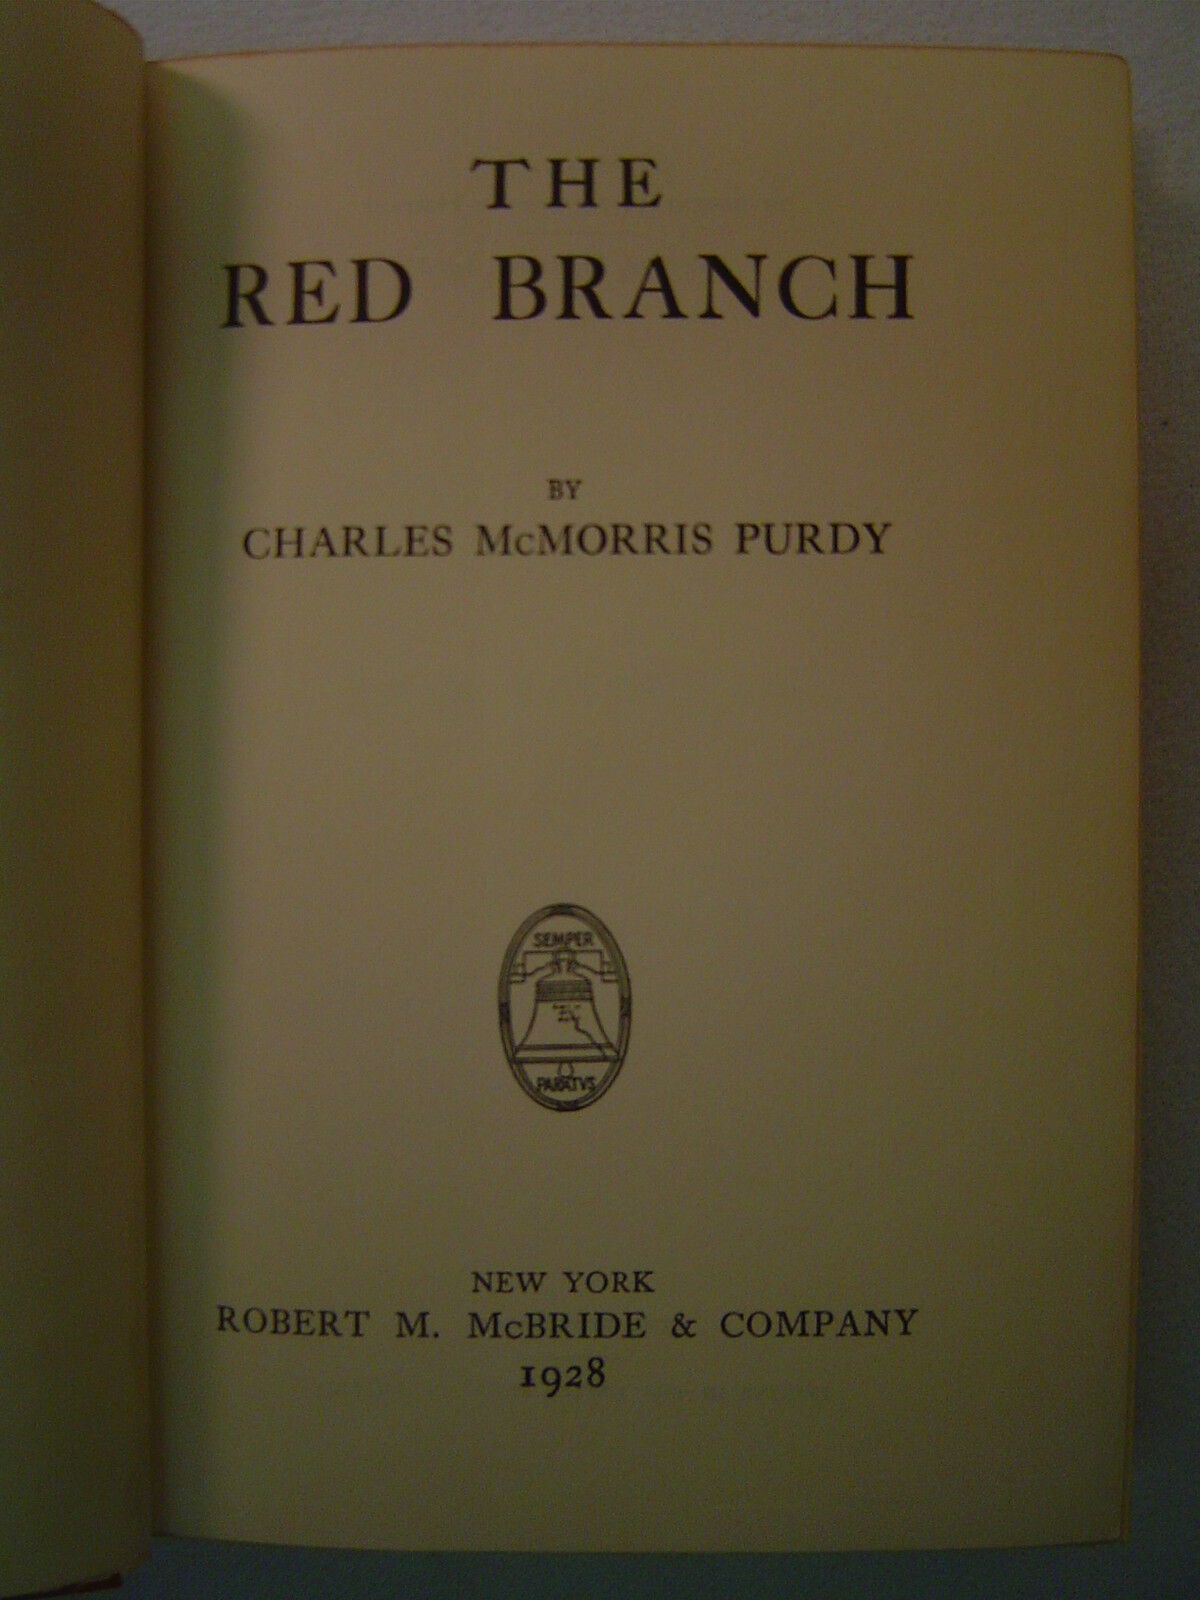 THE
RED BRANCH
BY
CHARLES McMORRIS PURDY
SEMPER
PARATVS
NEW YORK
ROBERT M. McBRIDE & COMPANY
1928